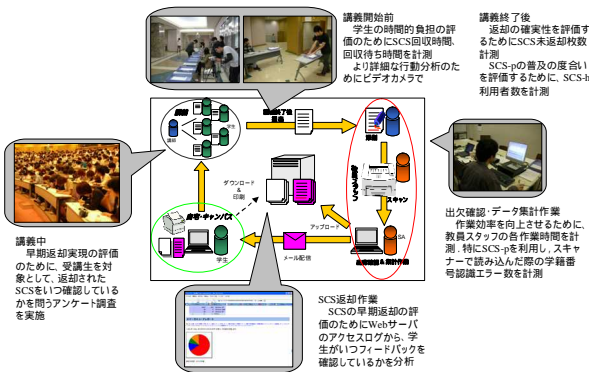 講義開始前
学生の時間的負担の評
価のためにSCS回収時間、
回収待ち時間を計測
より詳細な行動分析のた
めにビデオカメラで
講義終了後
返却の確実性を評価す
るためにSCS未返却枚数
計測
SCS-pの普及の度合い
を評価するために、SCS-h
利用者数を計測
講師
学生
スキャン
ダウンロード
&
印刷
アップロード
自宅・キャンパス
学生
メール配信
SA
出欠確認・データ集計作業
作業効率を向上させるために、
教員スタッフの各作業時間を計
測、特にSCS-pを利用し、スキャ
ナーで読み込んだ際の学籍番
号認識エラー数を計測
講義中
早期返却実現の評価
のために、受講生を対
象として、返却された
SCSをいつ確認している
かを問うアンケート調査
を実施
SCS返却作業
SCSの早期返却の評
価のためにWebサーバ
のアクセスログから、学
生がいつフィードバックを
確認しているかを分析